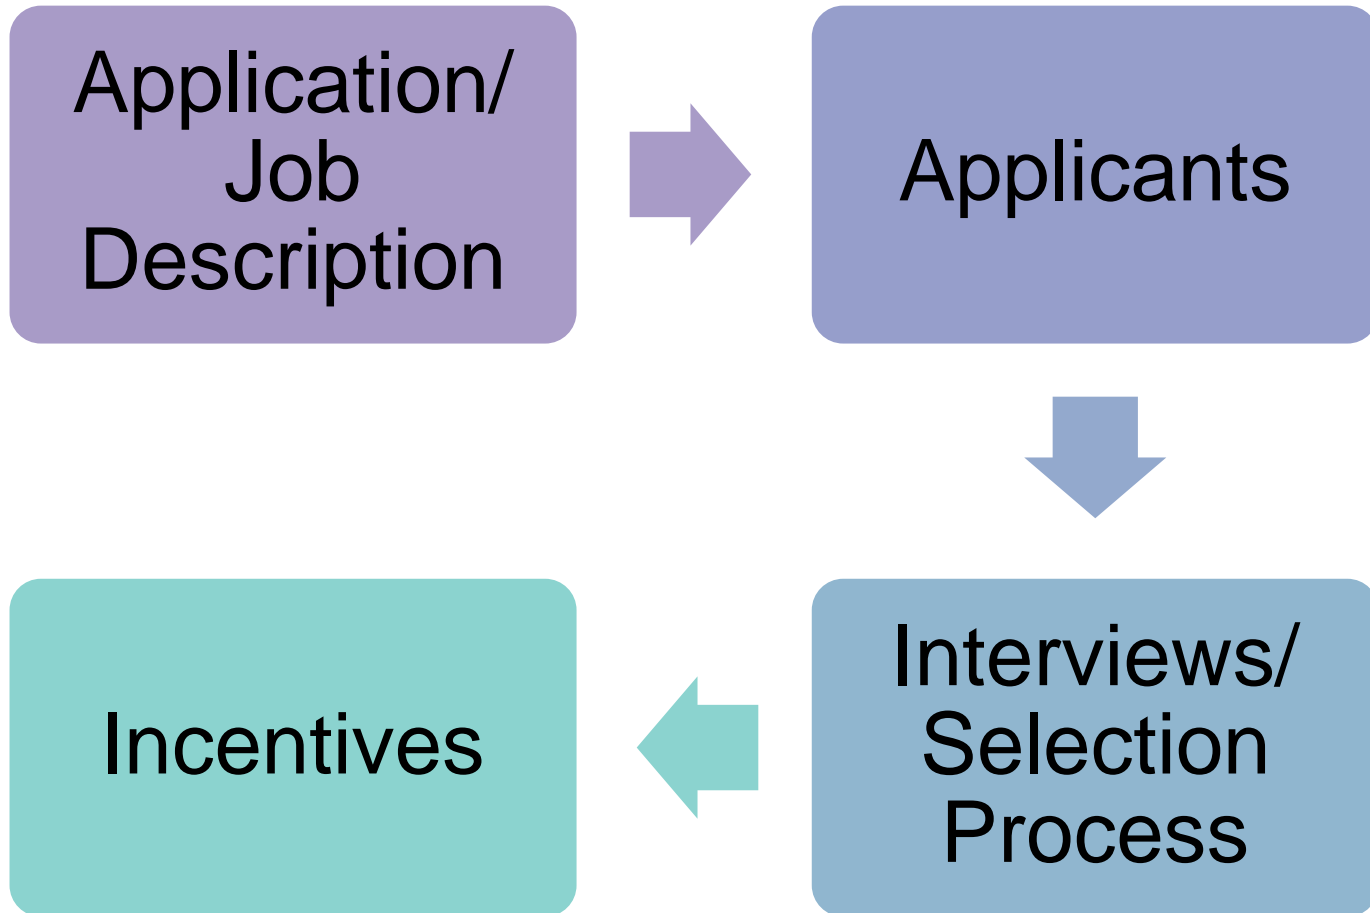 Application/
Job
Description
Applicants
Interviews/
Selection
Process
Incentives